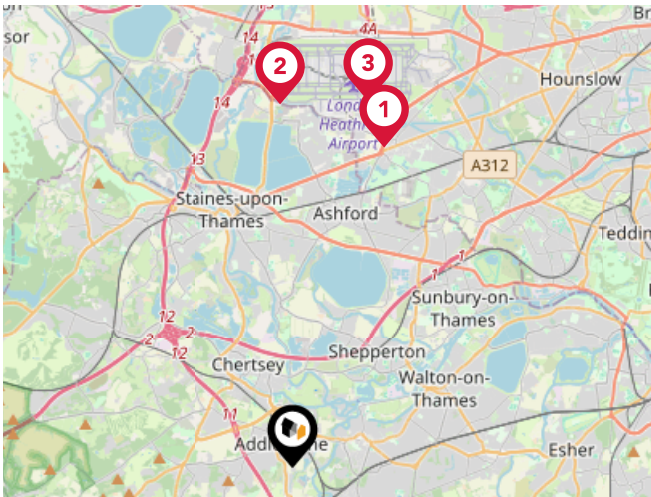 sor
14
4A
Br
2
3
1
14
Hounslow
Lond
Heath
Airport
13
A312
Staines-upon-
Thames
Ashford
Teddin
1
1
Sunbury-on-
Thames
12
2
2
12
Shepperton
Chertsey
Walton-on-
Thames
11
Esher